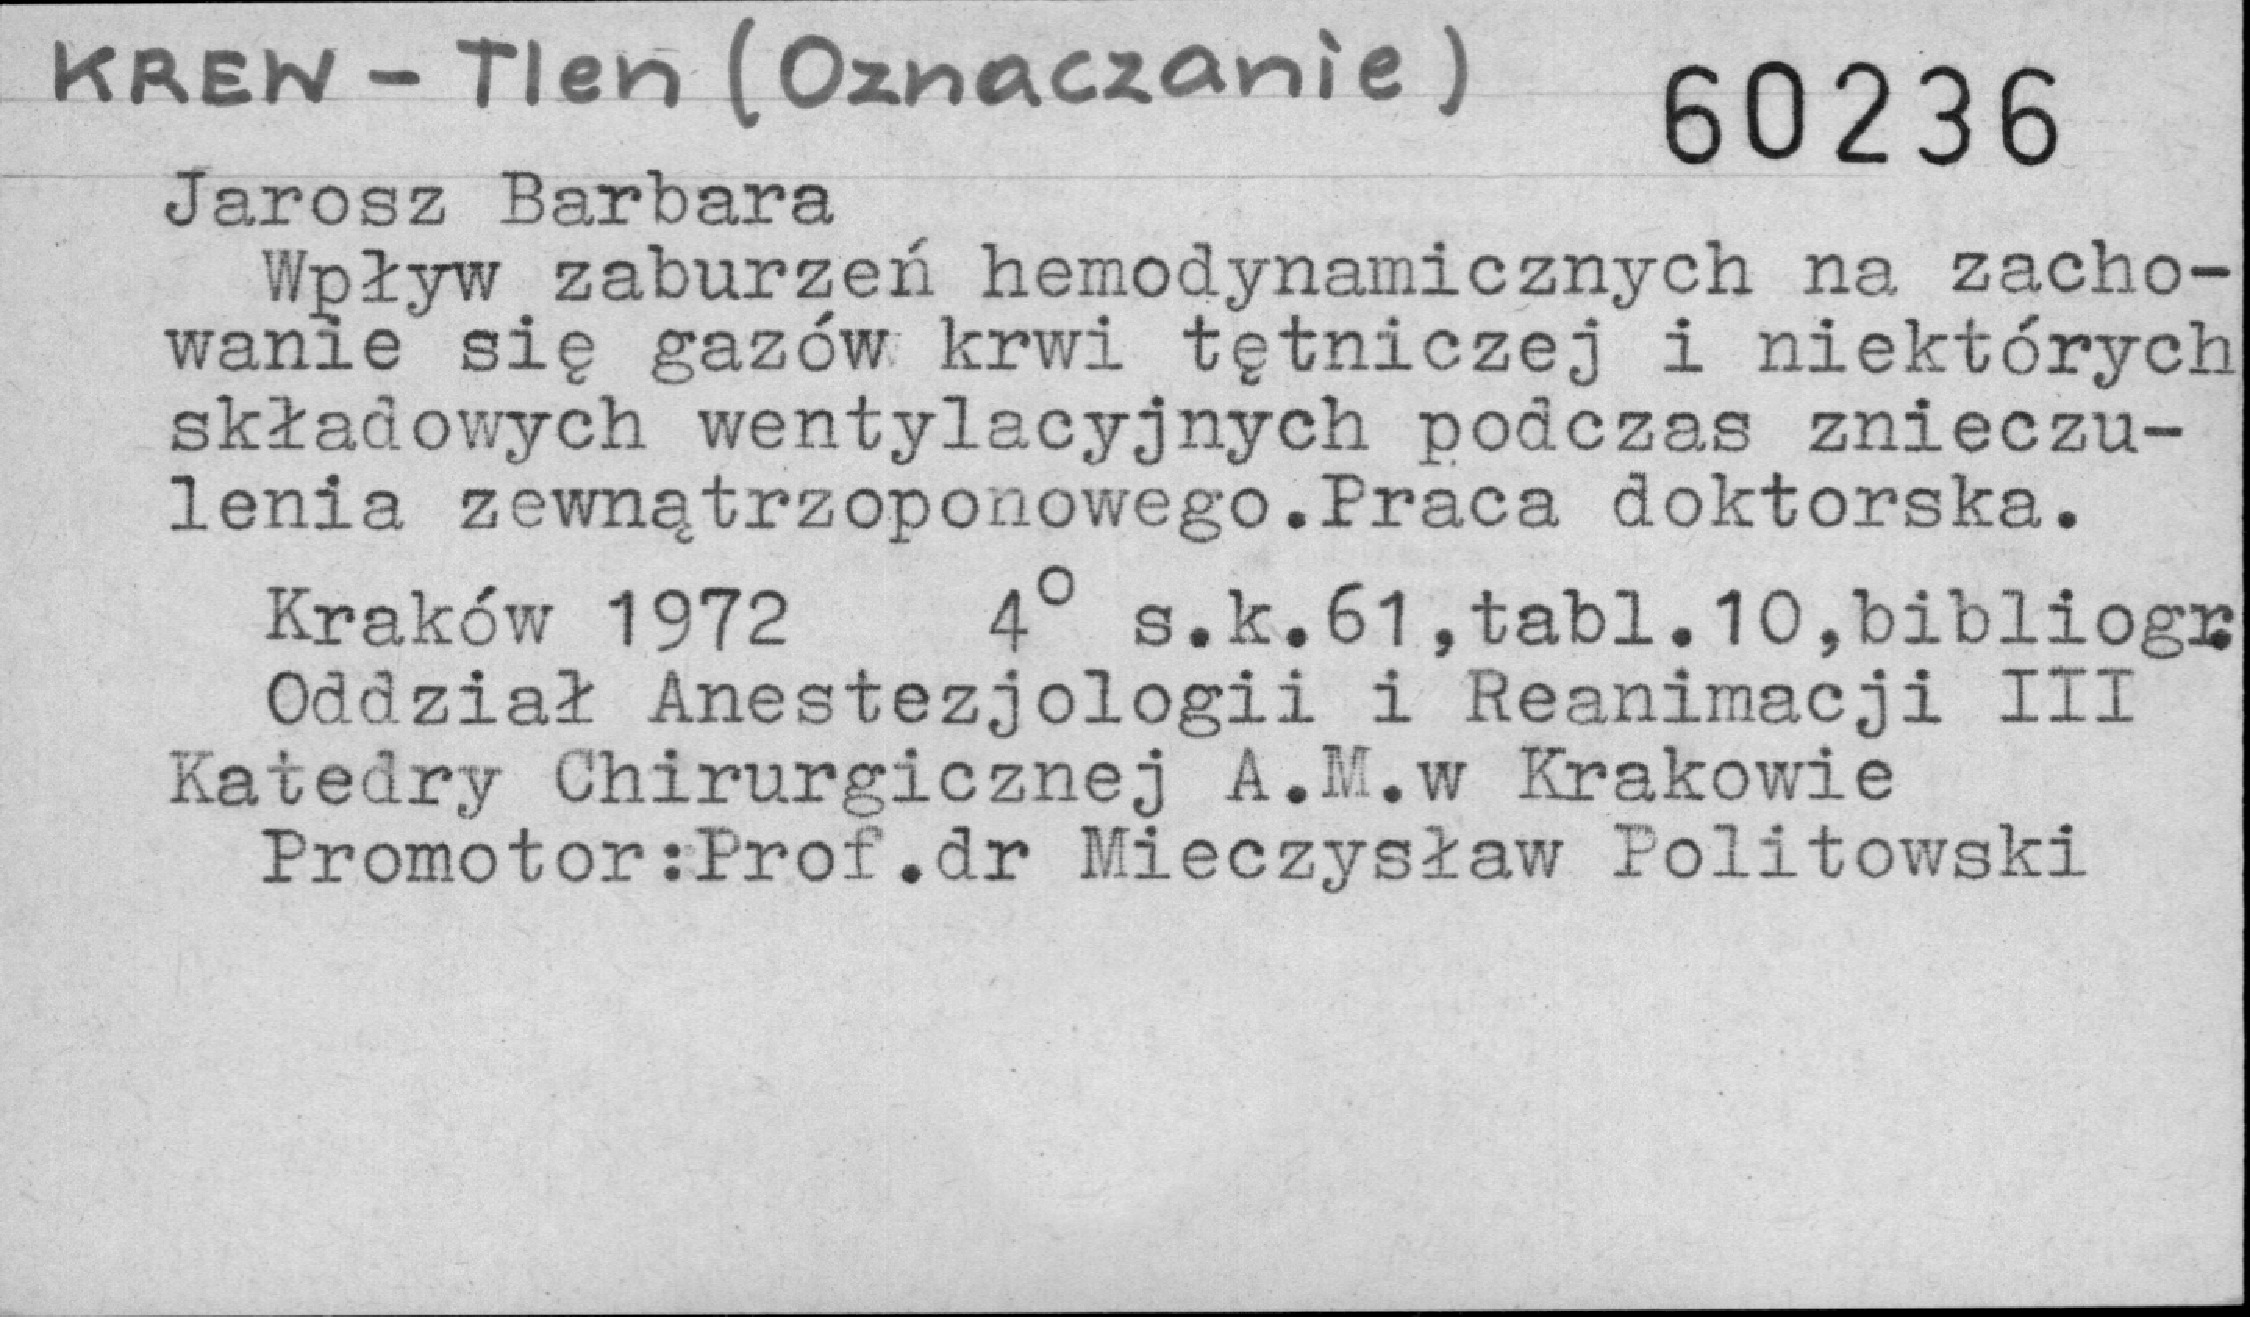 KREW - Tlen (Oznaczanie) 60236
Jarosz Barbara
Wpływ zaburzeń hemodynamicznych na zacho-
wanie się gazów krwi tętniczej i niektórych
składowych wentylacyjnych podczas znieczu-
lenia zewnątrzoponowego.Praca doktorska.
Kraków 1972 4° s.k.61,tabl.10,bibliogr.
Oddział Anestezjologii i Reanimacji III
Katedry Chirurgicznej A.M.w Krakowie
Promotor:Prof.dr Mieczysław Politowski